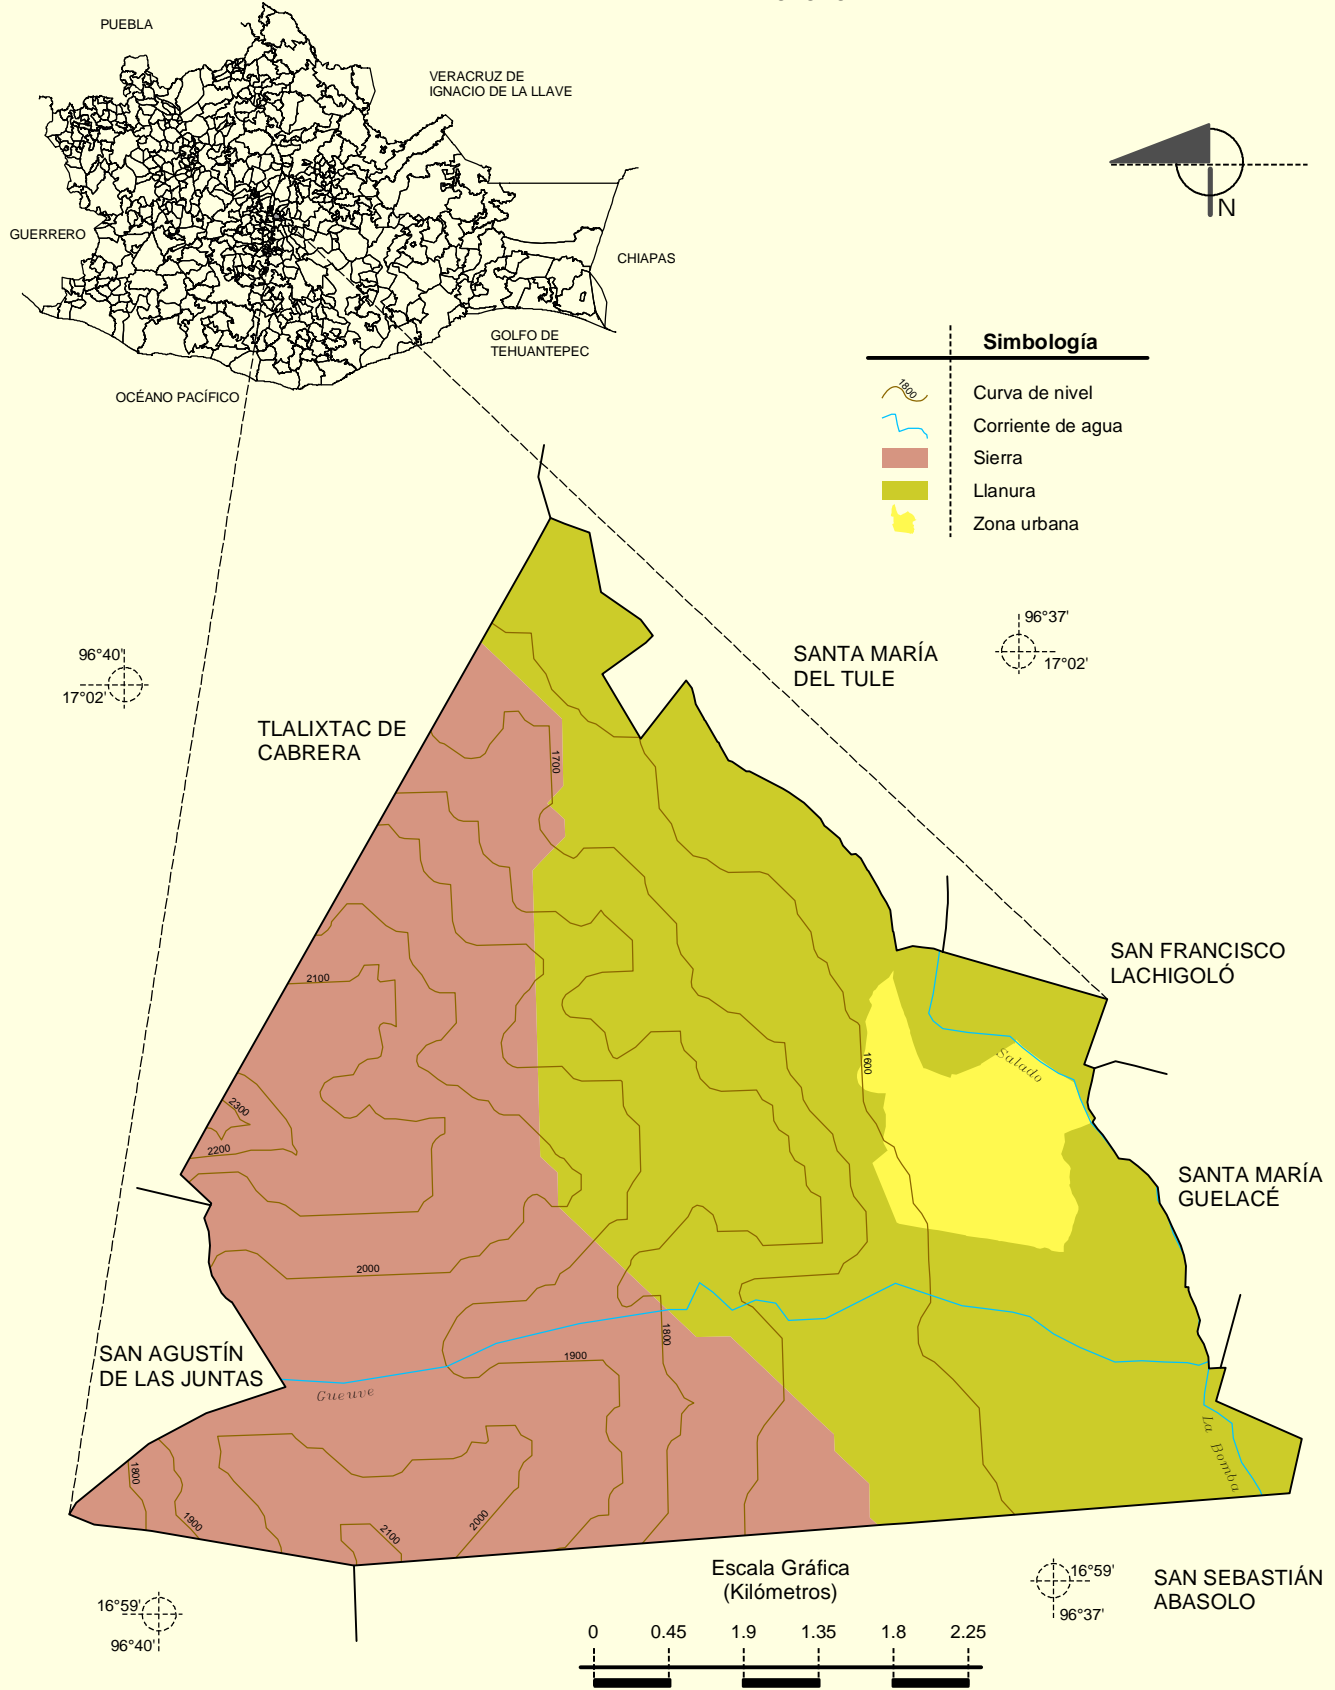 PUEBLA
VERACRUZ DE
IGNACIO DE LA LLAVE
GUERRERO
CHIAPAS
GOLFO DE
TEHUANTEPEC
OCÉANO PACÍFICO
N
Simbología
1800
Curva de nivel
Corriente de agua
Sierra
Llanura
Zona urbana
96°40'
17°02'
96°37'
17°02'
SANTA MARÍA
DEL TULE
TLALIXTAC DE
CABRERA
1700
SAN FRANCISCO
LACHIGOLÓ
2100
1600
Salado
2300
2200
SANTA MARÍA
GUELACÉ
2000
1800
1900
SAN AGUSTÍN
DE LAS JUNTAS
Gueuve
La Bomba
1800
1900
2100
2000
Escala Gráfica
(Kilómetros)
16°59'
96°37'
SAN SEBASTIÁN
ABASOLO
16°59'
96°40'
0 0.45 1.9 1.35 1.8 2.25